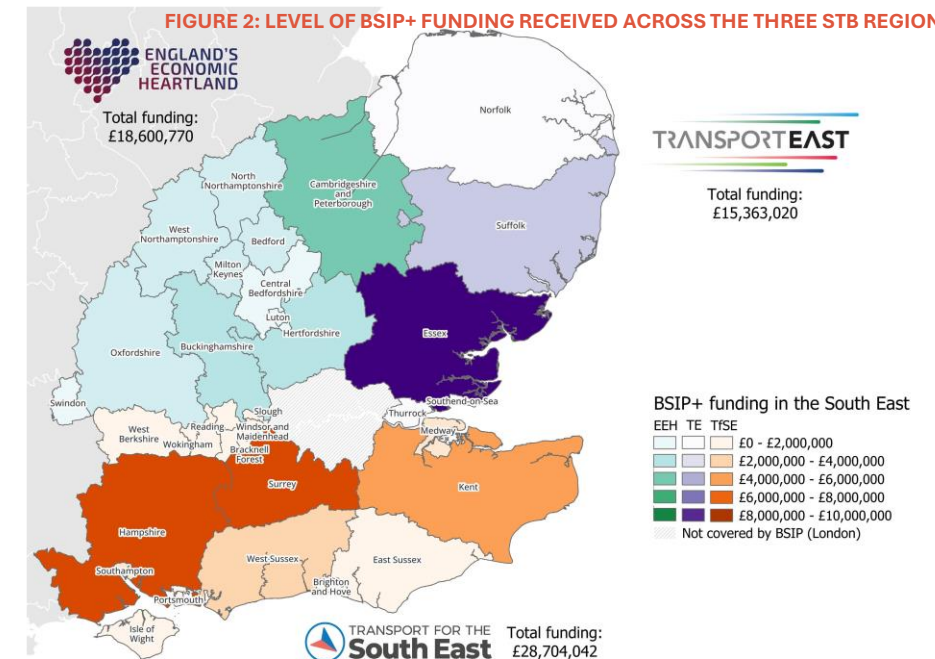 FIGURE 2: LEVEL OF BSIP+ FUNDING RECEIVED ACROSS THE THREE STB REGION
ENGLAND'S
ECONOMIC
HEARTLAND
Total funding:
£18,600,770
TRANSPORT EAST
Total funding:
£15,363,020
Norfolk
North
Northamptonshire
Cambridgeshire
and
Peterborough
Suffolk
West
Northamptonshire
Bedford
Milton
Keynes
Central
Bedfordshire
Luton
Hertfordshire
Essex
Oxfordshire
Buckinghamshire
Swindon
Southend-on-Sea
Thurrock
Slough
West
Berkshire
Reading
Windsor and
Maidenhead
Wokingham
Bracknell
Forest
Medway
Surrey
Kent
Hampshire
West Sussex
East Sussex
Southampton
Portsmouth
Brighton
and Hove
Isle of
Wight
BSIP+ funding in the South East
EEH TE TfSE
£0 - £2,000,000
£2,000,000 - £4,000,000
£4,000,000 - £6,000,000
£6,000,000 - £8,000,000
£8,000,000 - £10,000,000
Not covered by BSIP (London)
TRANSPORT FOR THE
South East
Total funding:
£28,704,042